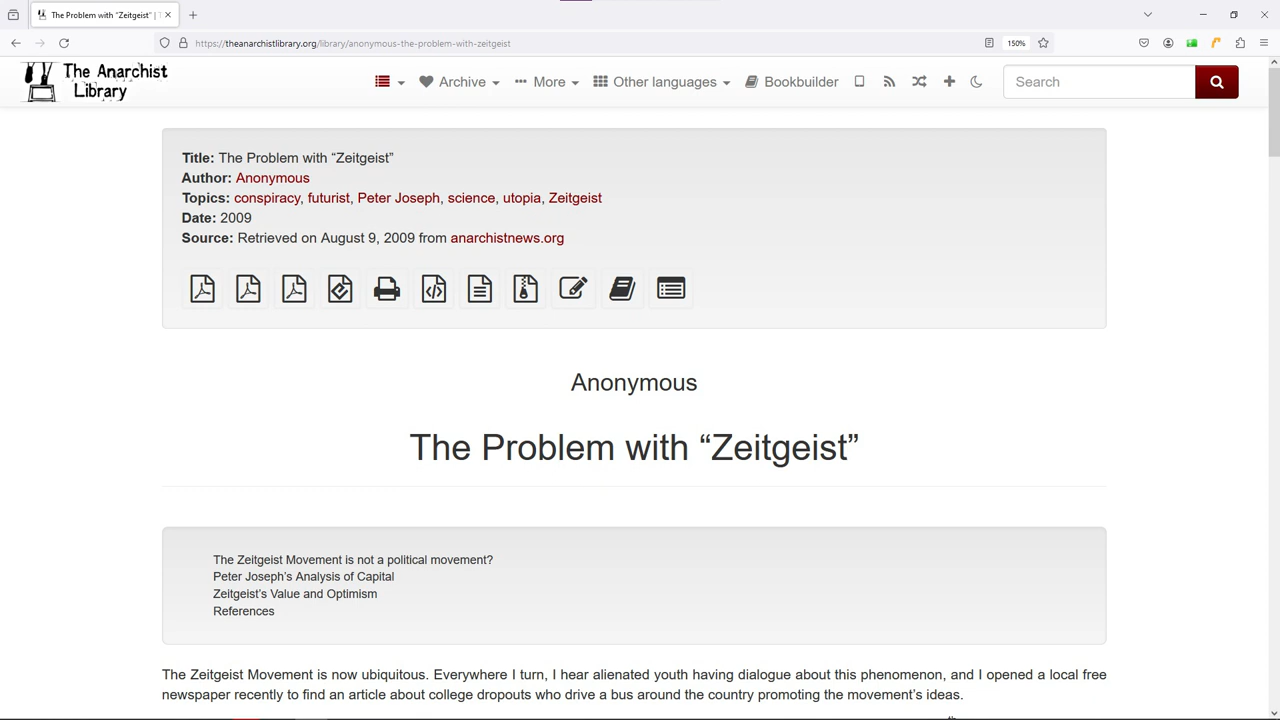 The Problem with “Zeitgeist” | T
https://theanarchistlibrary.org/library/anonymous-the-problem-with-zeitgeist
150%
The Anarchist
Library
Archive
More
Other languages
Bookbuilder
Search
Title: The Problem with “Zeitgeist”
Author: Anonymous
Topics: conspiracy, futurist, Peter Joseph, science, utopia, Zeitgeist
Date: 2009
Source: Retrieved on August 9, 2009 from anarchistnews.org
Anonymous
The Problem with “Zeitgeist”
The Zeitgeist Movement is not a political movement?
Peter Joseph’s Analysis of Capital
Zeitgeist’s Value and Optimism
References
The Zeitgeist Movement is now ubiquitous. Everywhere I turn, I hear alienated youth having dialogue about this phenomenon, and I opened a local free
newspaper recently to find an article about college dropouts who drive a bus around the country promoting the movement’s ideas.